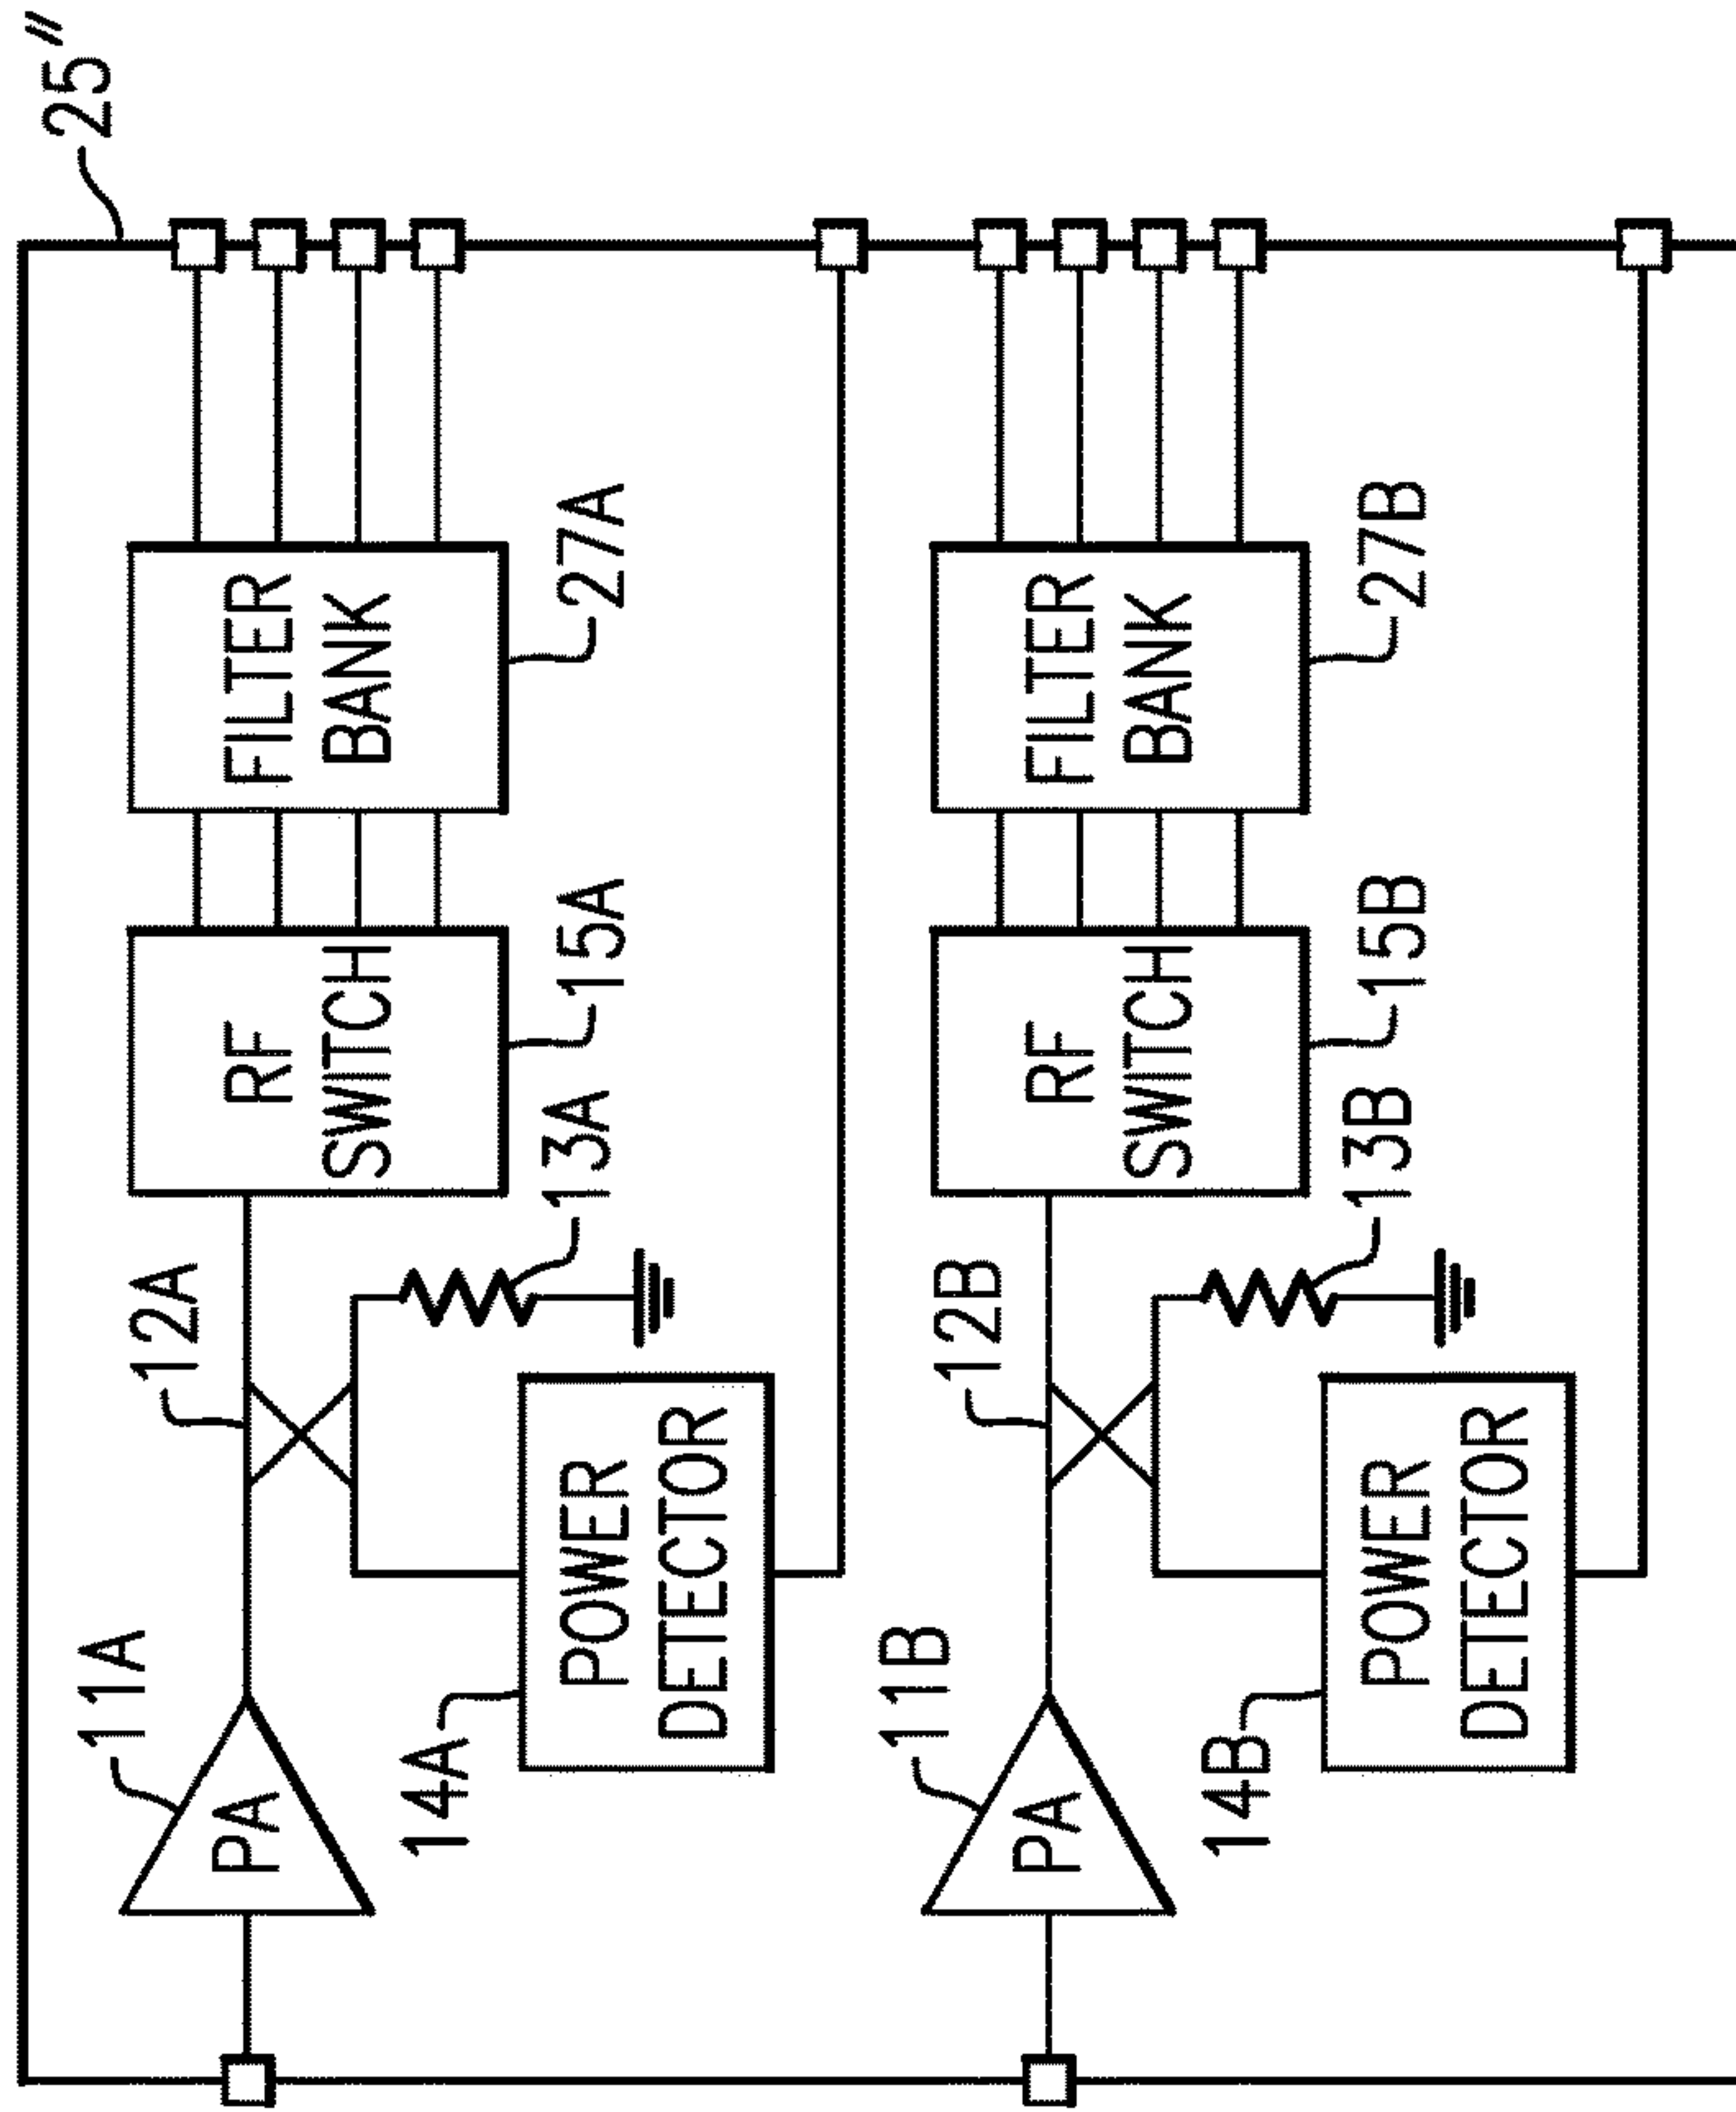 25"
11A
PA
12A
RF
SWITCH
15A
FILTER
BANK
27A
13A
14A
POWER
DETECTOR
11B
PA
12B
RF
SWITCH
15B
FILTER
BANK
27B
13B
14B
POWER
DETECTOR